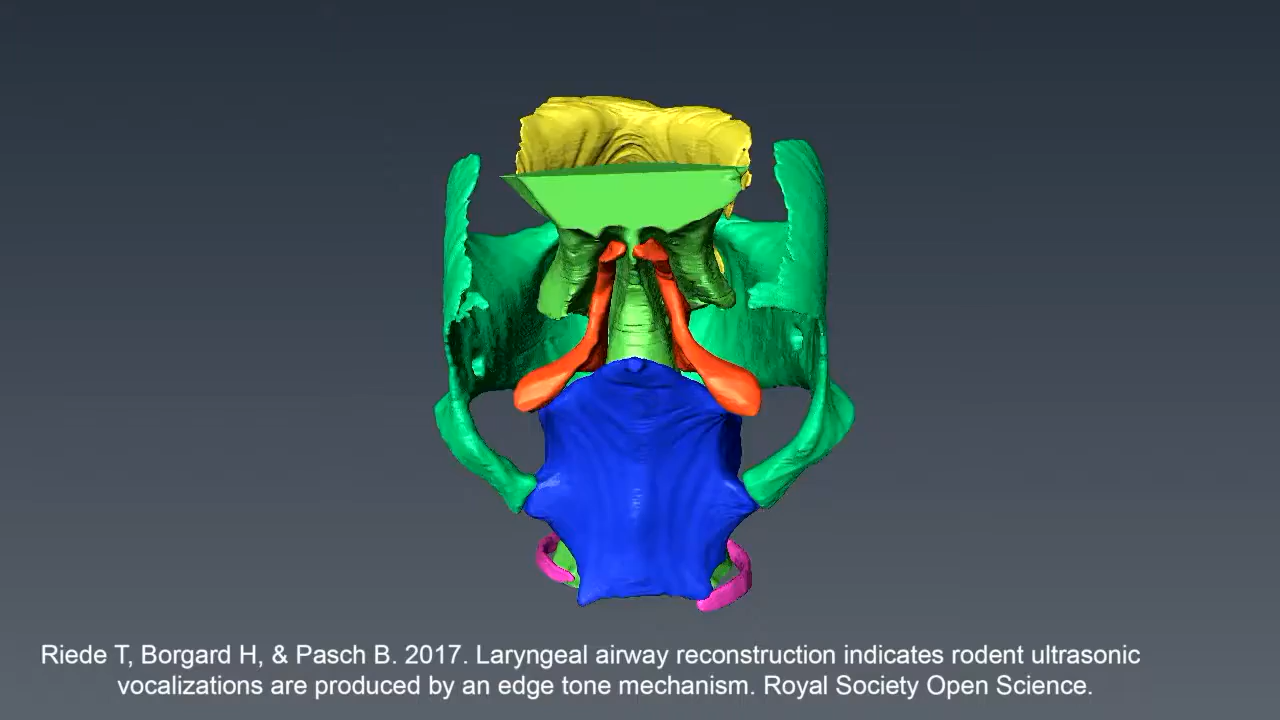 Riede T, Borgard H, & Pasch B. 2017. Laryngeal airway reconstruction indicates rodent ultrasonic
vocalizations are produced by an edge tone mechanism. Royal Society Open Science.